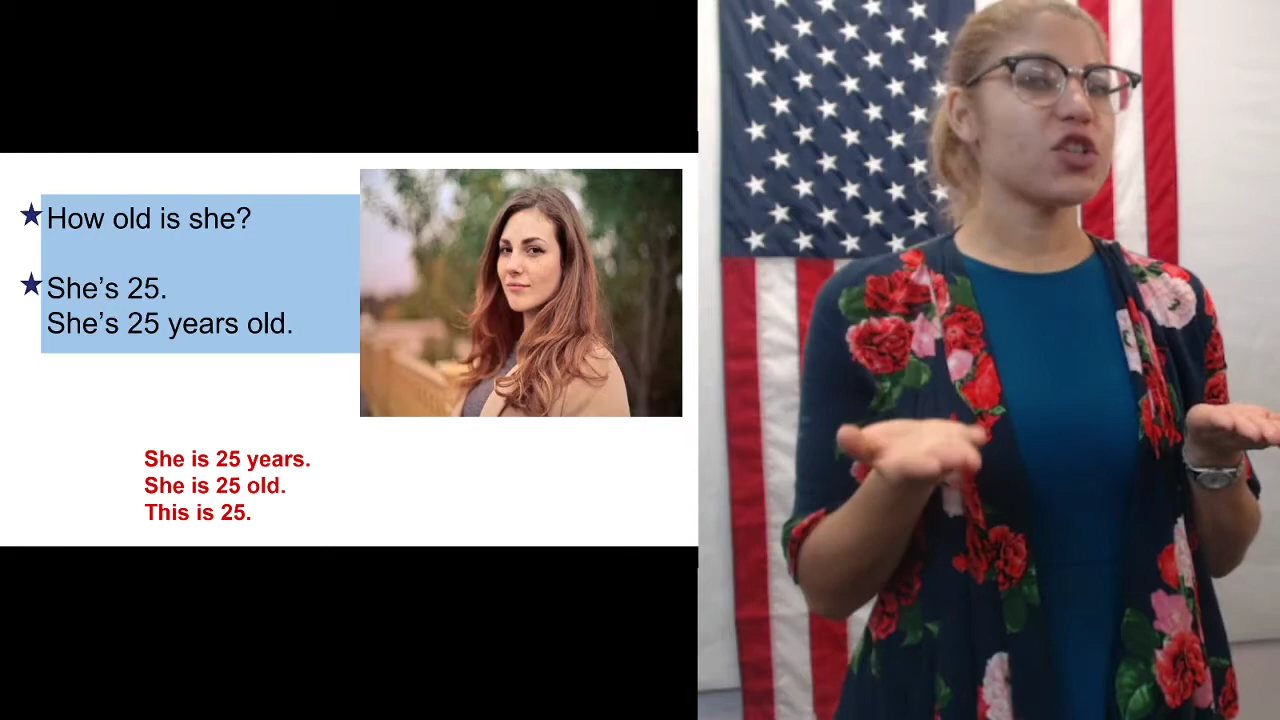 How old is she?
She's 25.
She's 25 years old.
She is 25 years.
She is 25 old.
This is 25.